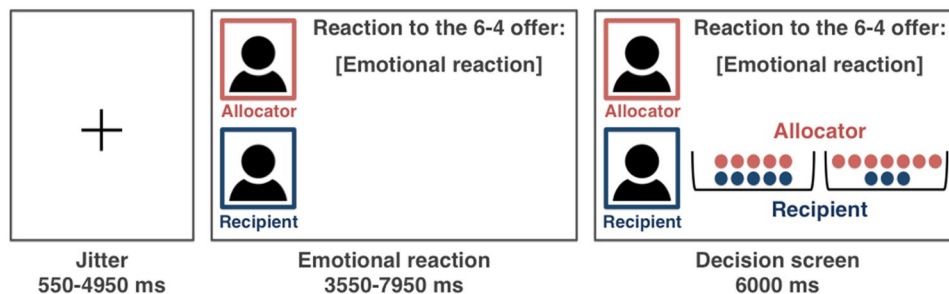 Reaction to the 6-4 offer:
[Emotional reaction]
Allocator
Recipient
Reaction to the 6-4 offer:
[Emotional reaction]
Allocator
Allocator
Recipient
Recipient
Jitter
550-4950 ms
Emotional reaction
3550-7950 ms
Decision screen
6000 ms